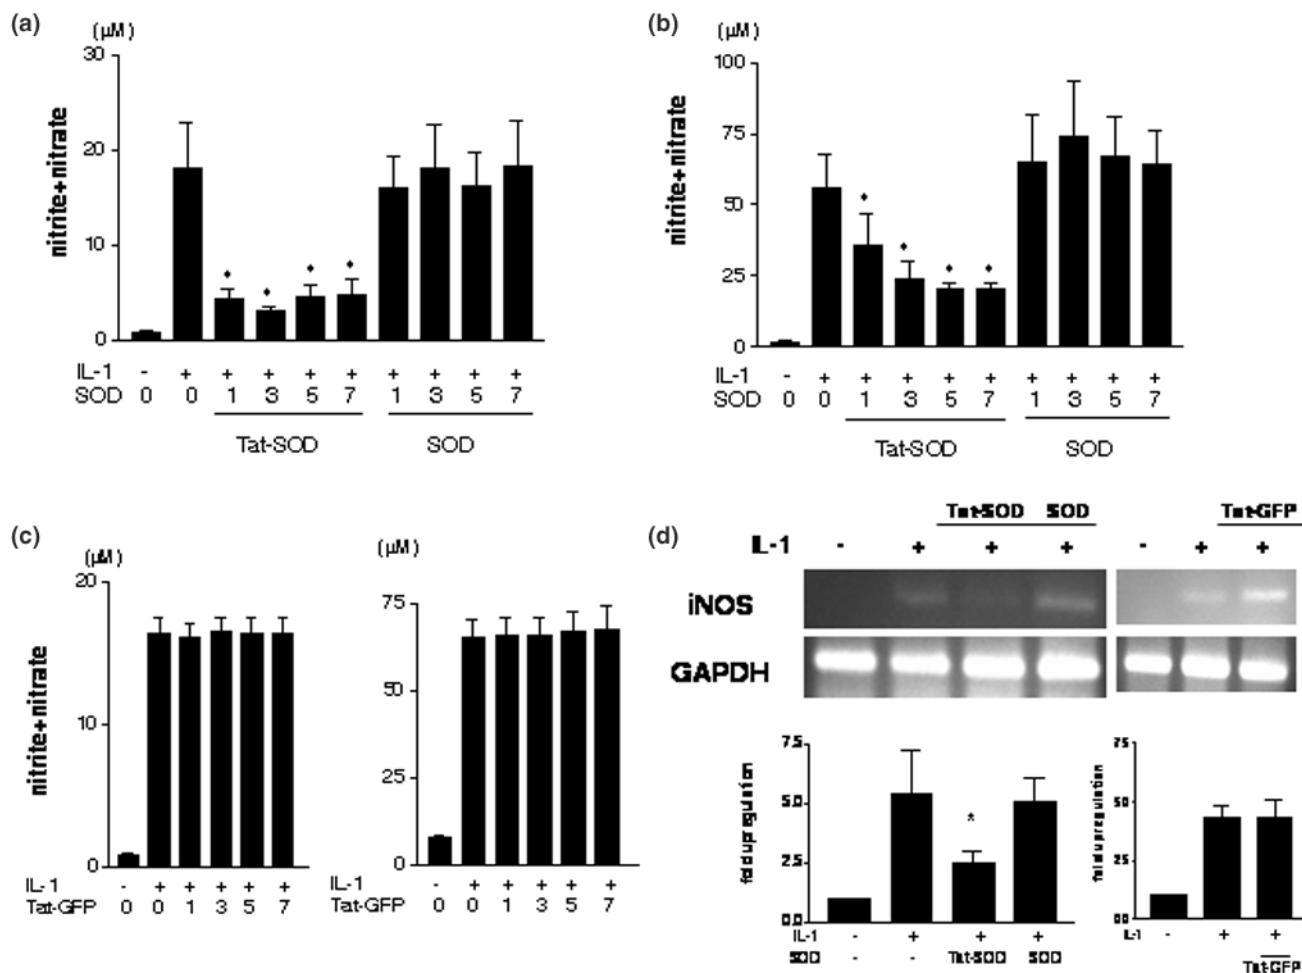 (a)
(μM)
30
20
10
0
nitrite+nitrate
IL-1 - + + + + + + + + +
SOD 0 0 1 3 5 7 1 3 5 7
Tat-SOD SOD
(b)
(μM)
100
75
50
25
0
nitrite+nitrate
IL-1 - + + + + + + + + +
SOD 0 0 1 3 5 7 1 3 5 7
Tat-SOD SOD
(c)
(μM)
20
10
0
nitrite+nitrate
IL-1 - + + + + +
Tat-GFP 0 0 1 3 5 7
(μM)
75
50
25
0
IL-1 - + + + + +
Tat-GFP 0 0 1 3 5 7
(d)
Tat-SOD SOD
IL-1 - + + +
Tat-GFP
- + +
iNOS
GAPDH
7.5
5.0
2.5
0.0
fold upregulation
*
IL-1 - + + +
SOD - - Tat-SOD SOD
7.5
5.0
2.5
0.0
fold upregulation
IL-1 - + +
Tat-GFP